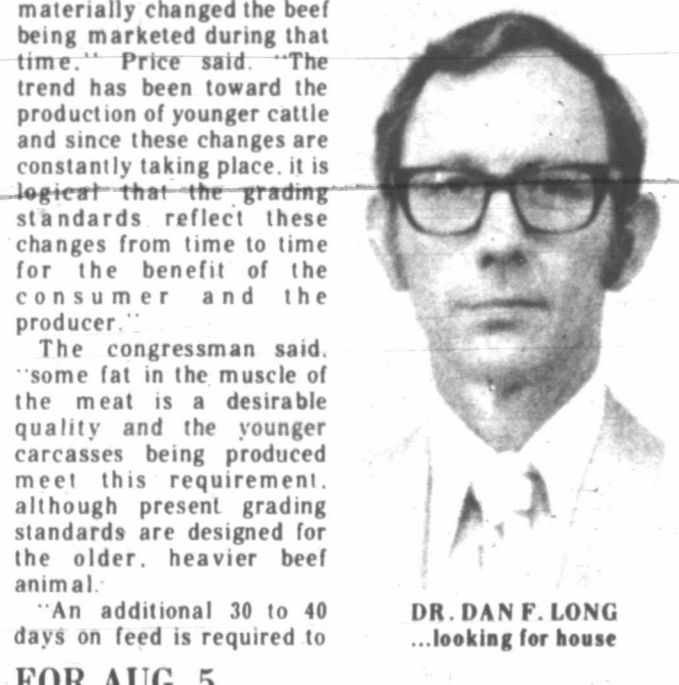 materially changed the beef
being marketed during that
time." Price said. "The
trend has been toward the
production of younger cattle
and since these changes are
constantly taking place, it is
logical that the grading
standards reflect these
changes from time to time
for the benefit of the
consumer and the
producer."
The congressman said,
"some fat in the muscle of
the meat is a desirable
quality and the younger
carcasses being produced
meet this requirement,
although present grading
standards are designed for
the older, heavier beef
animal.
"An additional 30 to 40
days on feed is required to
FOR AUG. 5
DR. DAN F. LONG
...looking for house